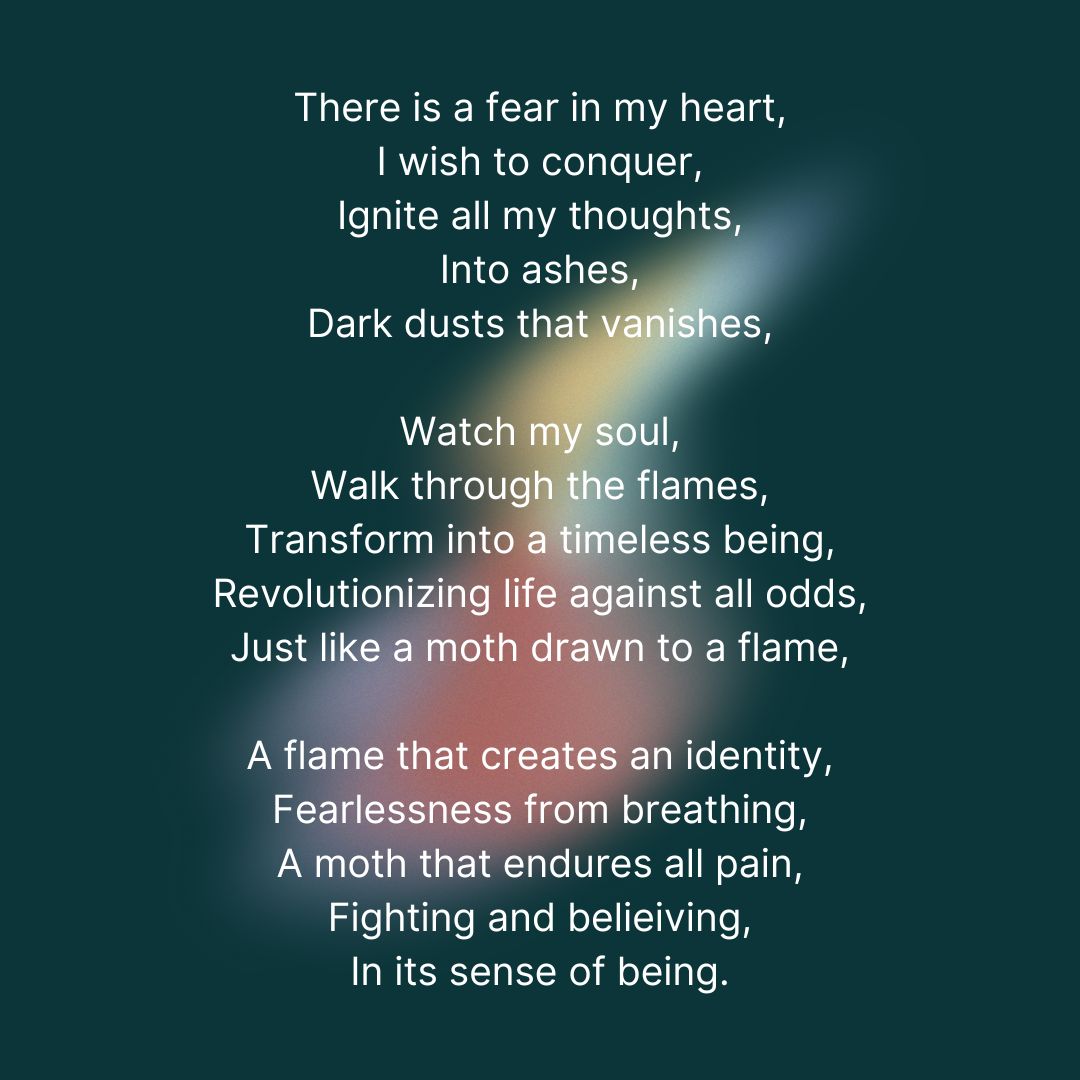 There is a fear in my heart,
I wish to conquer,
Ignite all my thoughts,
Into ashes,
Dark dusts that vanishes,
Watch my soul,
Walk through the flames,
Transform into a timeless being,
Revolutionizing life against all odds,
Just like a moth drawn to a flame,
A flame that creates an identity,
Fearlessness from breathing,
A moth that endures all pain,
Fighting and belieiving,
In its sense of being.